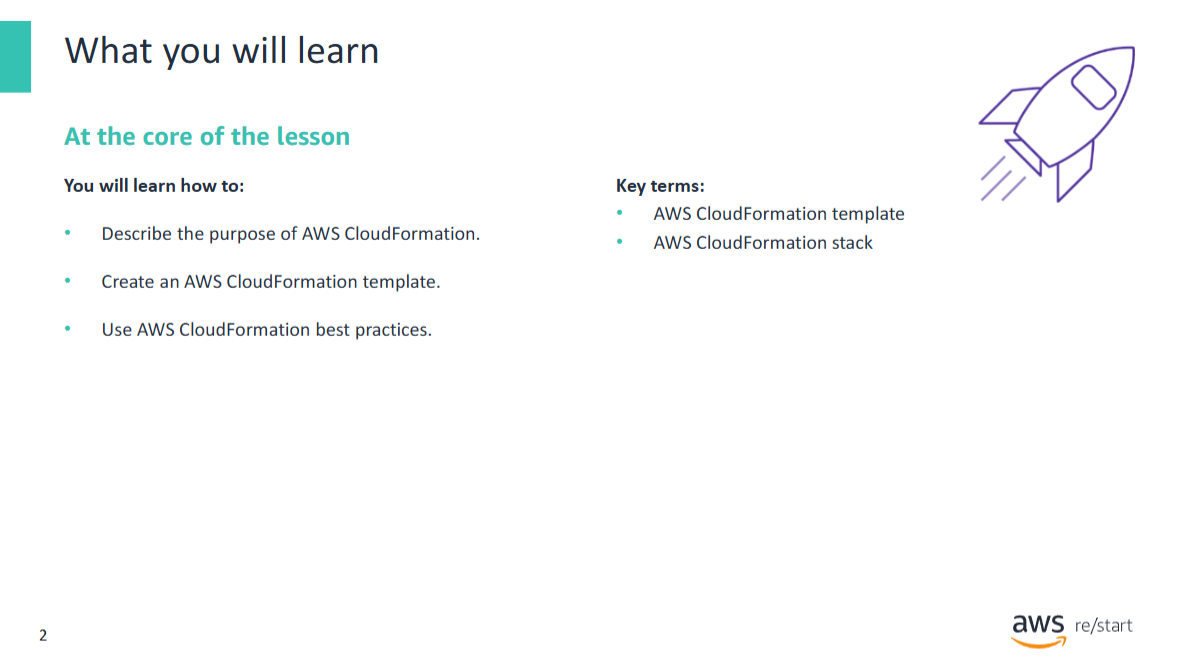 What you will learn
At the core of the lesson
You will learn how to:
• Describe the purpose of AWS CloudFormation.
• Create an AWS CloudFormation template.
• Use AWS CloudFormation best practices.
Key terms:
• AWS CloudFormation template
• AWS CloudFormation stack
2
aws re/start